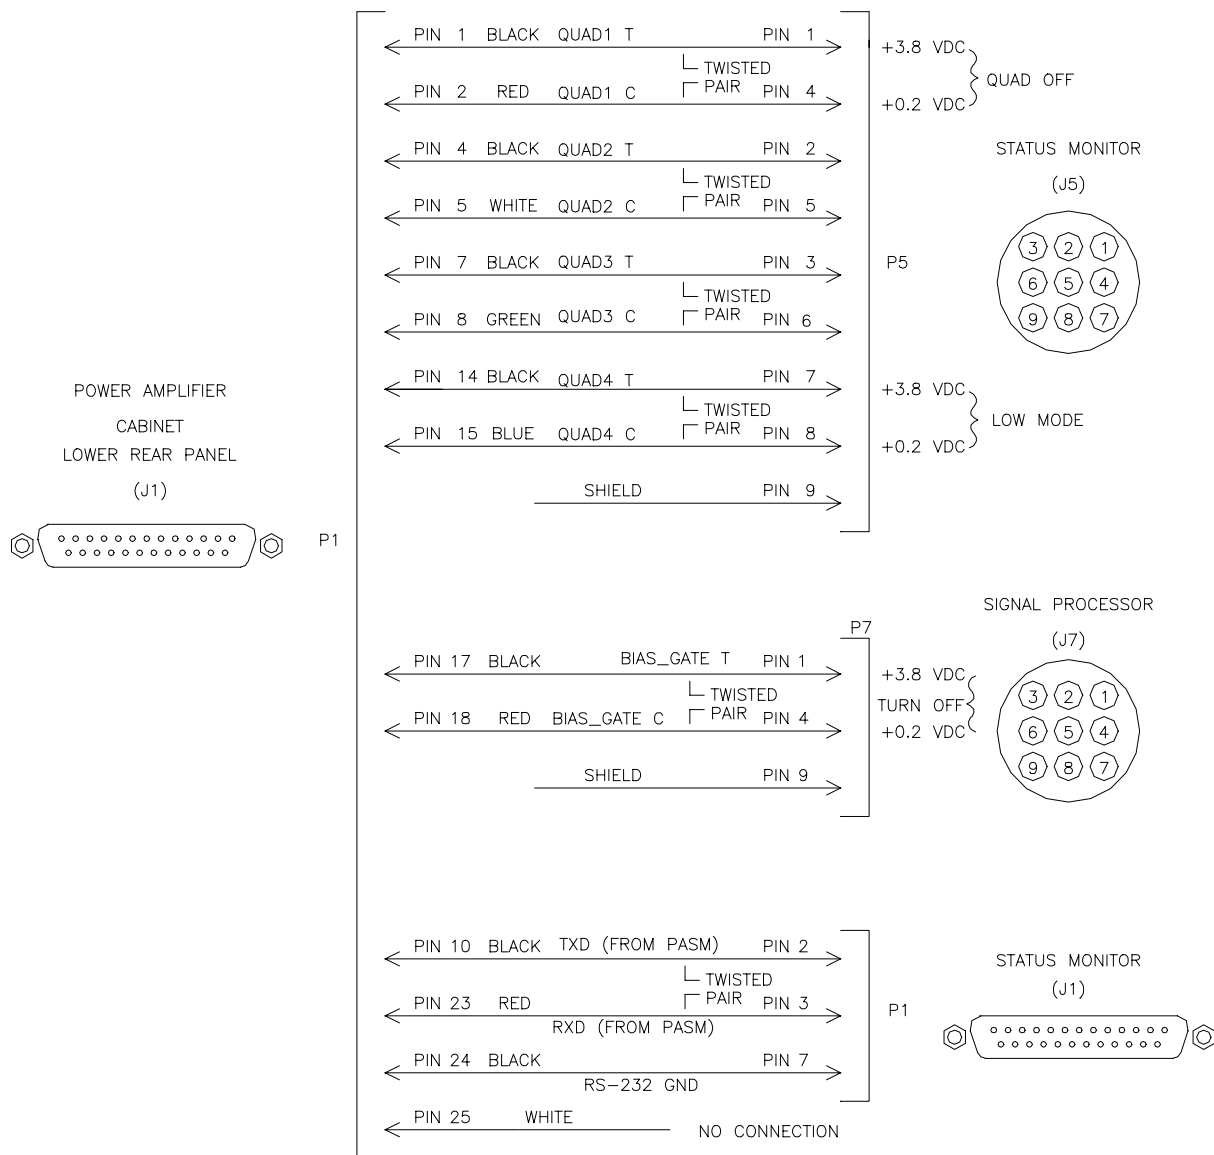 PIN 1 BLACK QUAD1 T PIN 1
+3.8 VDC
TWISTED
PAIR
QUAD OFF
PIN 2 RED QUAD1 C PIN 4
+0.2 VDC
PIN 4 BLACK QUAD2 T PIN 2
TWISTED
PAIR
PIN 5 WHITE QUAD2 C PIN 5
STATUS MONITOR
(J5)
3 2 1
6 5 4
9 8 7
PIN 7 BLACK QUAD3 T PIN 3
P5
TWISTED
PAIR
PIN 8 GREEN QUAD3 C PIN 6
PIN 14 BLACK QUAD4 T PIN 7
+3.8 VDC
TWISTED
PAIR
LOW MODE
PIN 15 BLUE QUAD4 C PIN 8
+0.2 VDC
SHIELD PIN 9
POWER AMPLIFIER
CABINET
LOWER REAR PANEL
(J1)
P1
SIGNAL PROCESSOR
(J7)
3 2 1
6 5 4
9 8 7
P7
PIN 17 BLACK BIAS_GATE T PIN 1
+3.8 VDC
TWISTED
PAIR
TURN OFF
PIN 18 RED BIAS_GATE C PIN 4
+0.2 VDC
SHIELD PIN 9
PIN 10 BLACK TXD (FROM PASM) PIN 2
TWISTED
PAIR
PIN 23 RED PIN 3
RXD (FROM PASM)
P1
STATUS MONITOR
(J1)
PIN 24 BLACK PIN 7
RS-232 GND
PIN 25 WHITE
NO CONNECTION